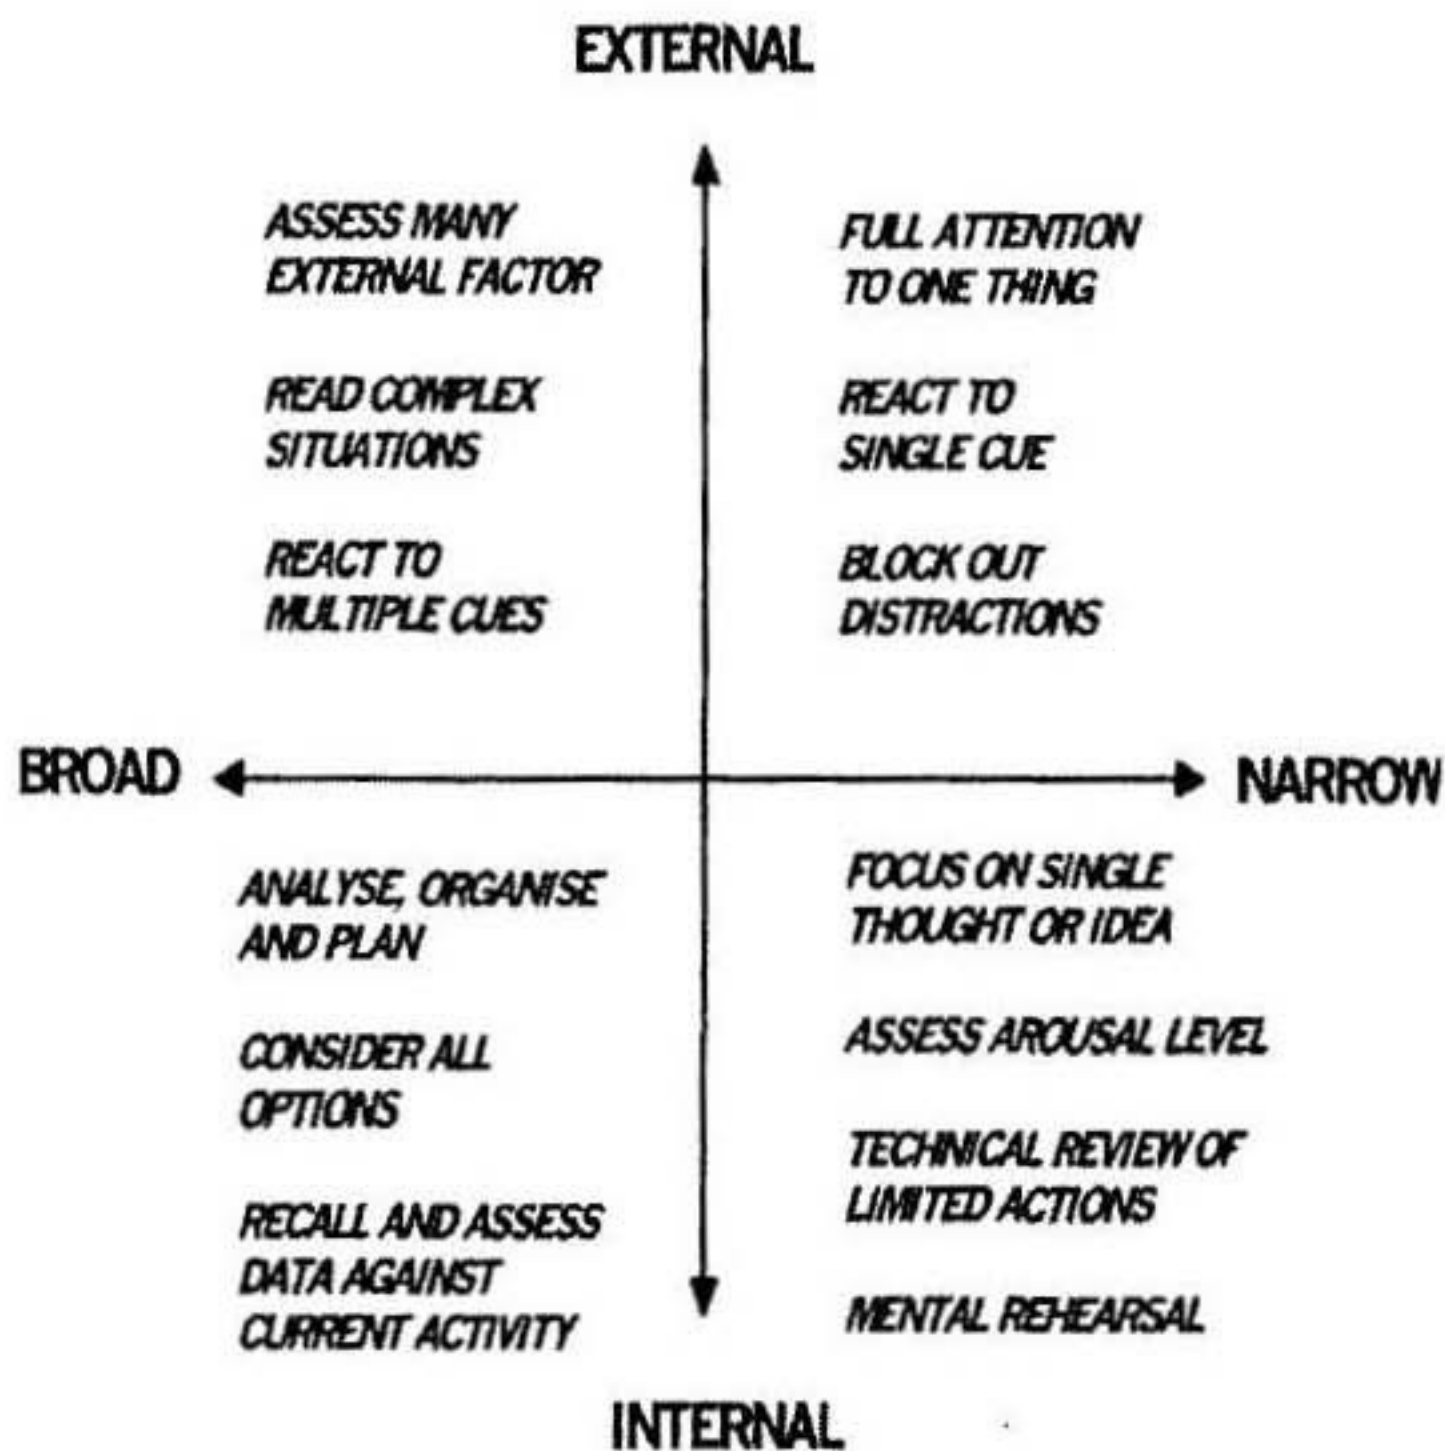 EXTERNAL
ASSESS MANY
EXTERNAL FACTOR
READ COMPLEX
SITUATIONS
REACT TO
MULTIPLE CUES
FULL ATTENTION
TO ONE THING
REACT TO
SINGLE CUE
BLOCK OUT
DISTRACTIONS
BROAD
NARROW
ANALYSE, ORGANISE
AND PLAN
CONSIDER ALL
OPTIONS
RECALL AND ASSESS
DATA AGAINST
CURRENT ACTIVITY
FOCUS ON SINGLE
THOUGHT OR IDEA
ASSESS AROUSAL LEVEL
TECHNICAL REVIEW OF
LIMITED ACTIONS
MENTAL REHEARSAL
INTERNAL